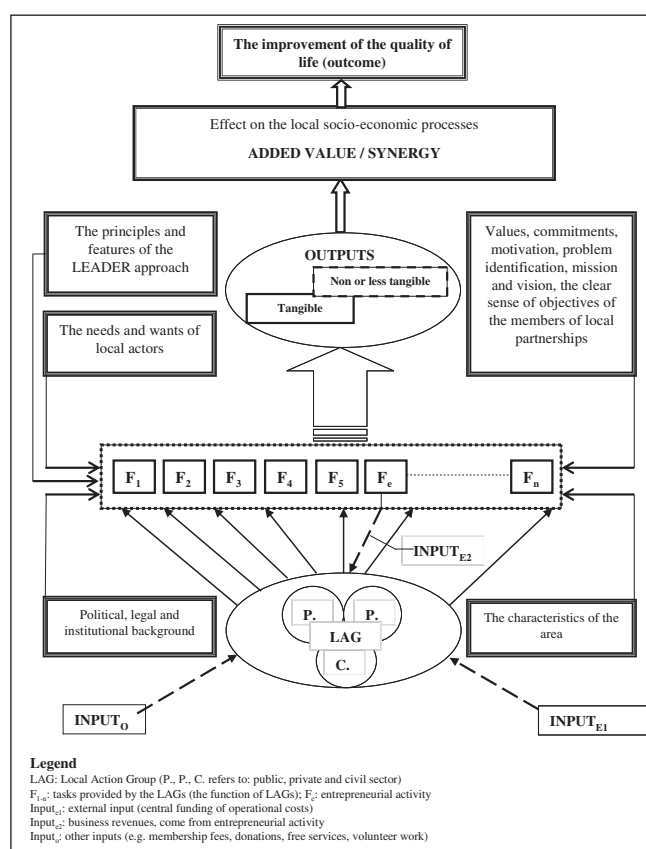 The improvement of the quality of
life (outcome)
Effect on the local socio-economic processes
ADDED VALUE / SYNERGY
The principles and
features of the
LEADER approach
OUTPUTS
Non or less tangible
Tangible
Values, commitments,
motivation, problem
identification, mission
and vision, the clear
sense of objectives of
the members of local
partnerships
The needs and wants of
local actors
F1 F2 F3 F4 F5 Fe Fn
INPUTE2
Political, legal and
institutional background
P. P.
LAG
C.
The characteristics of the
area
INPUTO
INPUTE1
Legend
LAG: Local Action Group (P., P., C. refers to: public, private and civil sector)
F1-n: tasks provided by the LAGs (the function of LAGs); Fe: entrepreneurial activity
Inpute1: external input (central funding of operational costs)
Inpute2: business revenues, come from entrepreneurial activity
Inputo: other inputs (e.g. membership fees, donations, free services, volunteer work)